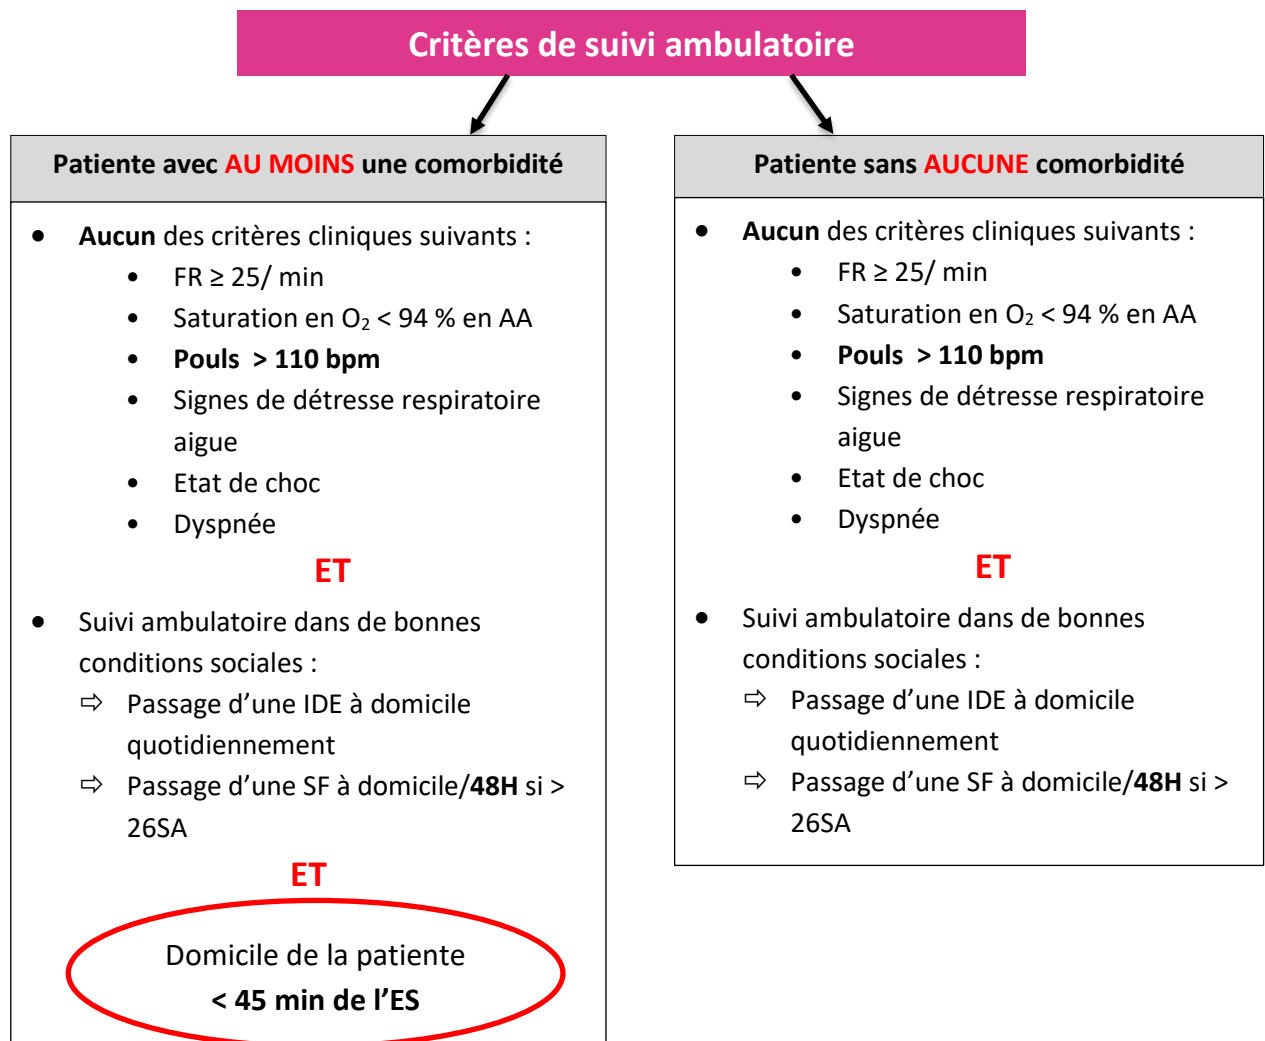 Critères de suivi ambulatoire
Patiente avec AU MOINS une comorbidité
• Aucun des critères cliniques suivants :
• FR ≥ 25/ min
• Saturation en O₂ < 94 % en AA
• Pouls > 110 bpm
• Signes de détresse respiratoire
aigue
• Etat de choc
• Dyspnée
ET
• Suivi ambulatoire dans de bonnes
conditions sociales :
⇨ Passage d’une IDE à domicile
quotidiennement
⇨ Passage d’une SF à domicile/48H si >
26SA
ET
Domicile de la patiente
< 45 min de l’ES
Patiente sans AUCUNE comorbidité
• Aucun des critères cliniques suivants :
• FR ≥ 25/ min
• Saturation en O₂ < 94 % en AA
• Pouls > 110 bpm
• Signes de détresse respiratoire
aigue
• Etat de choc
• Dyspnée
ET
• Suivi ambulatoire dans de bonnes
conditions sociales :
⇨ Passage d’une IDE à domicile
quotidiennement
⇨ Passage d’une SF à domicile/48H si >
26SA